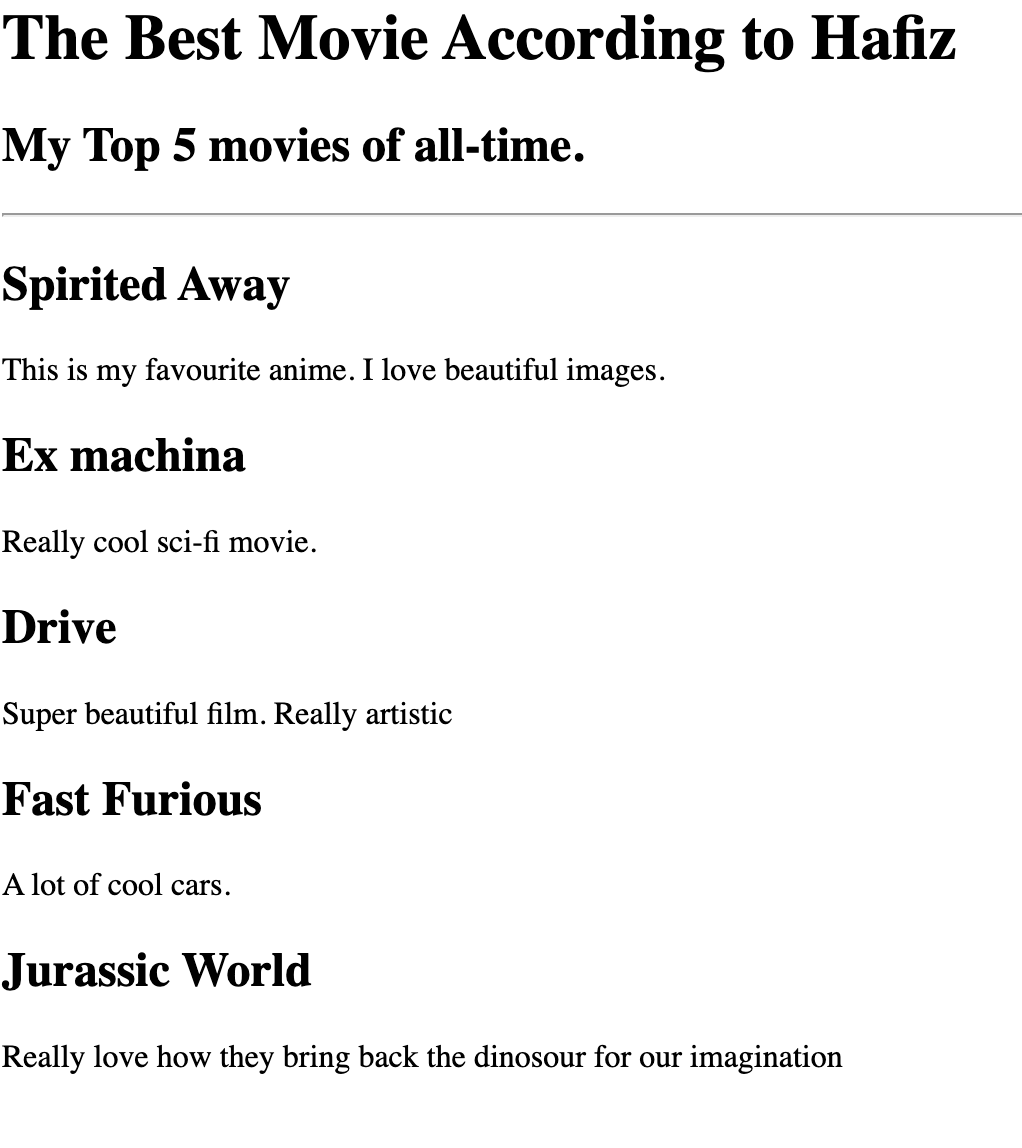 The Best Movie According to Hafiz
My Top 5 movies of all-time.
Spirited Away
This is my favourite anime. I love beautiful images.
Ex machina
Really cool sci-fi movie.
Drive
Super beautiful film. Really artistic
Fast Furious
A lot of cool cars.
Jurassic World
Really love how they bring back the dinosour for our imagination